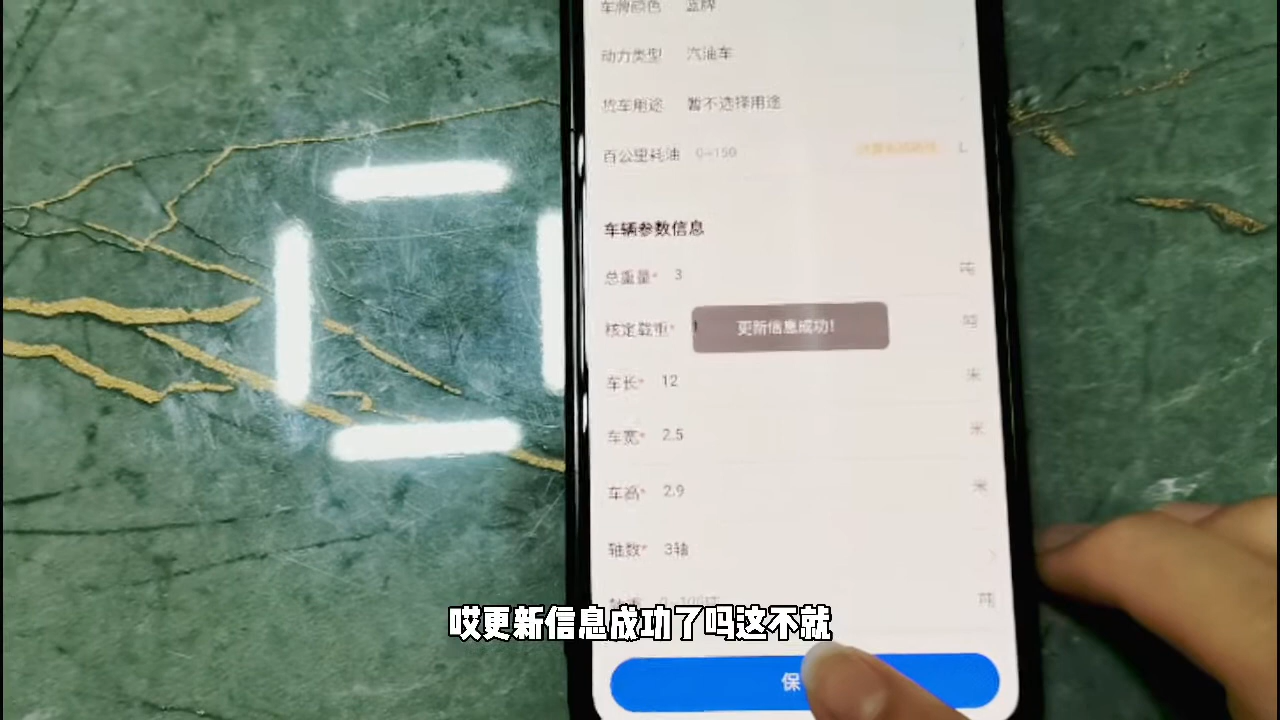 车牌颜色 蓝牌
动力类型 汽油车
货车用途 暂不选择用途
百公里耗油 0~150 L
车辆参数信息
总重量* 3 吨
核定载重* 1 吨
更新信息成功!
车长* 12 米
车宽* 2.5 米
车高* 2.9 米
轴数* 3轴
吨
哎更新信息成功了吗这不就
保